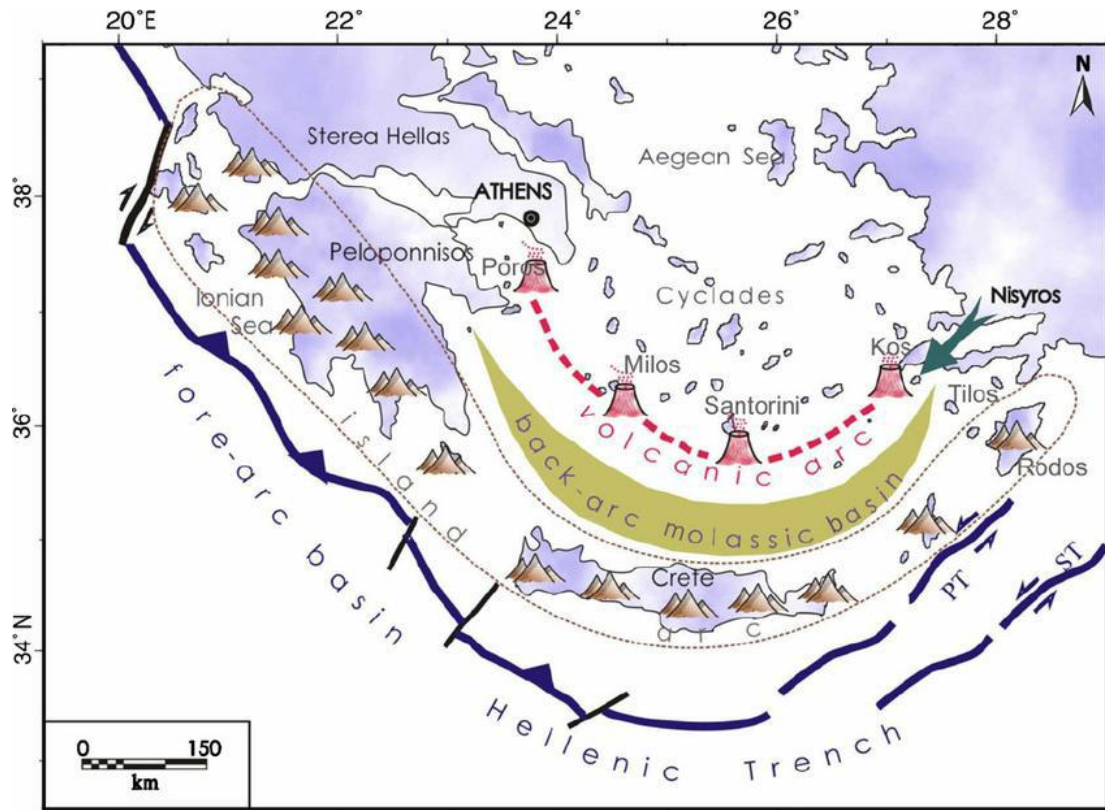 20°E 22° 24° 26° 28°
N
Sterea Hellas
Aegean Sea
38°
ATHENS
Peloponnisos
Poros
Cyclades
Nisyros
Ionian
Sea
Kos
Milos
Tilos
Santorini
36°
volcanic arc
back-arc molassic basin
Rodos
island
arc
Crete
PT
ST
34°N
fore-arc basin
Hellenic Trench
0 150
km